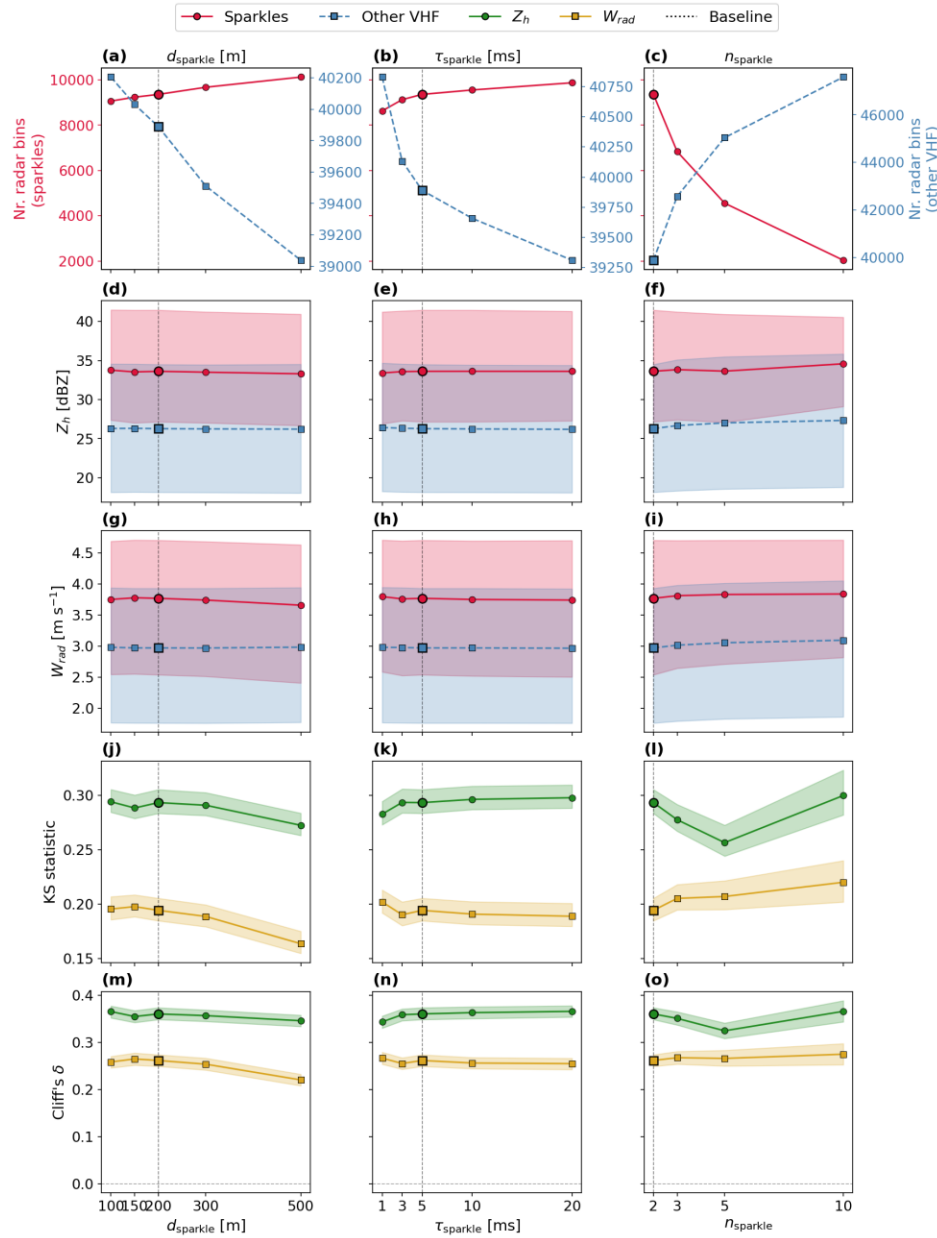 Sparkles Other VHF Z_h W_rad Baseline
(a) d_sparkle [m] (b) τ_sparkle [ms] (c) n_sparkle
Nr. radar bins
(sparkles)
10000
8000
6000
4000
2000
40200
40000
39800
39600
39400
39200
39000
40750
40500
40250
40000
39750
39500
39250
46000
44000
42000
40000
Nr. radar bins
(other VHF)
(d) (e) (f)
Z_h [dBZ]
40
35
30
25
20
(g) (h) (i)
W_rad [m s⁻¹]
4.5
4.0
3.5
3.0
2.5
2.0
(j) (k) (l)
KS statistic
0.30
0.25
0.20
0.15
(m) (n) (o)
Cliff's δ
0.4
0.3
0.2
0.1
0.0
100 150 200 300 500 1 3 5 10 20 2 3 5 10
d_sparkle [m] τ_sparkle [ms] n_sparkle